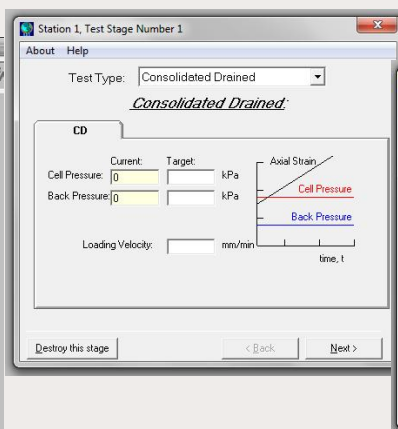 Station 1, Test Stage Number 1
About Help
Test Type: Consolidated Drained
Consolidated Drained:
CD
Current: Target:
Cell Pressure: 0 kPa
Back Pressure: 0 kPa
Loading Velocity: mm/min
Axial Strain
Cell Pressure
Back Pressure
time, t
Destroy this stage
< Back
Next >